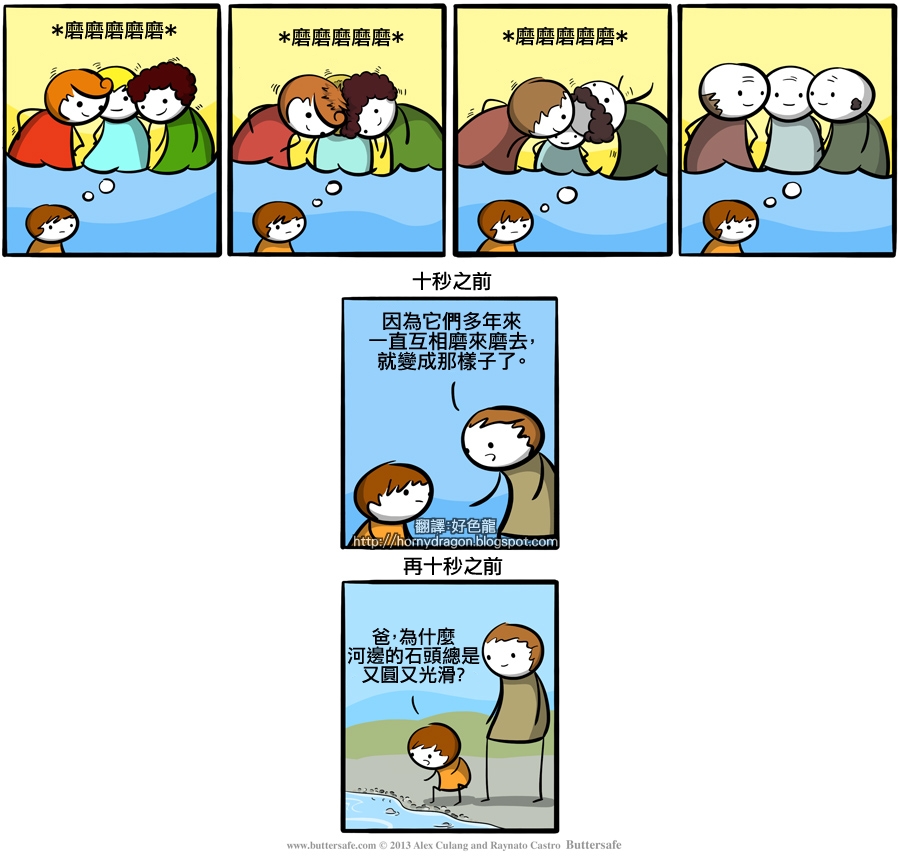 *磨磨磨磨磨*
*磨磨磨磨磨*
*磨磨磨磨磨*
十秒之前
因為它們多年來
一直互相磨來磨去,
就變成那樣子了。
翻譯:好色龍
http://hornydragon.blogspot.com
再十秒之前
爸,為什麼
河邊的石頭總是
又圓又光滑?
www.buttersafe.com © 2013 Alex Culang and Raynato Castro Buttersafe